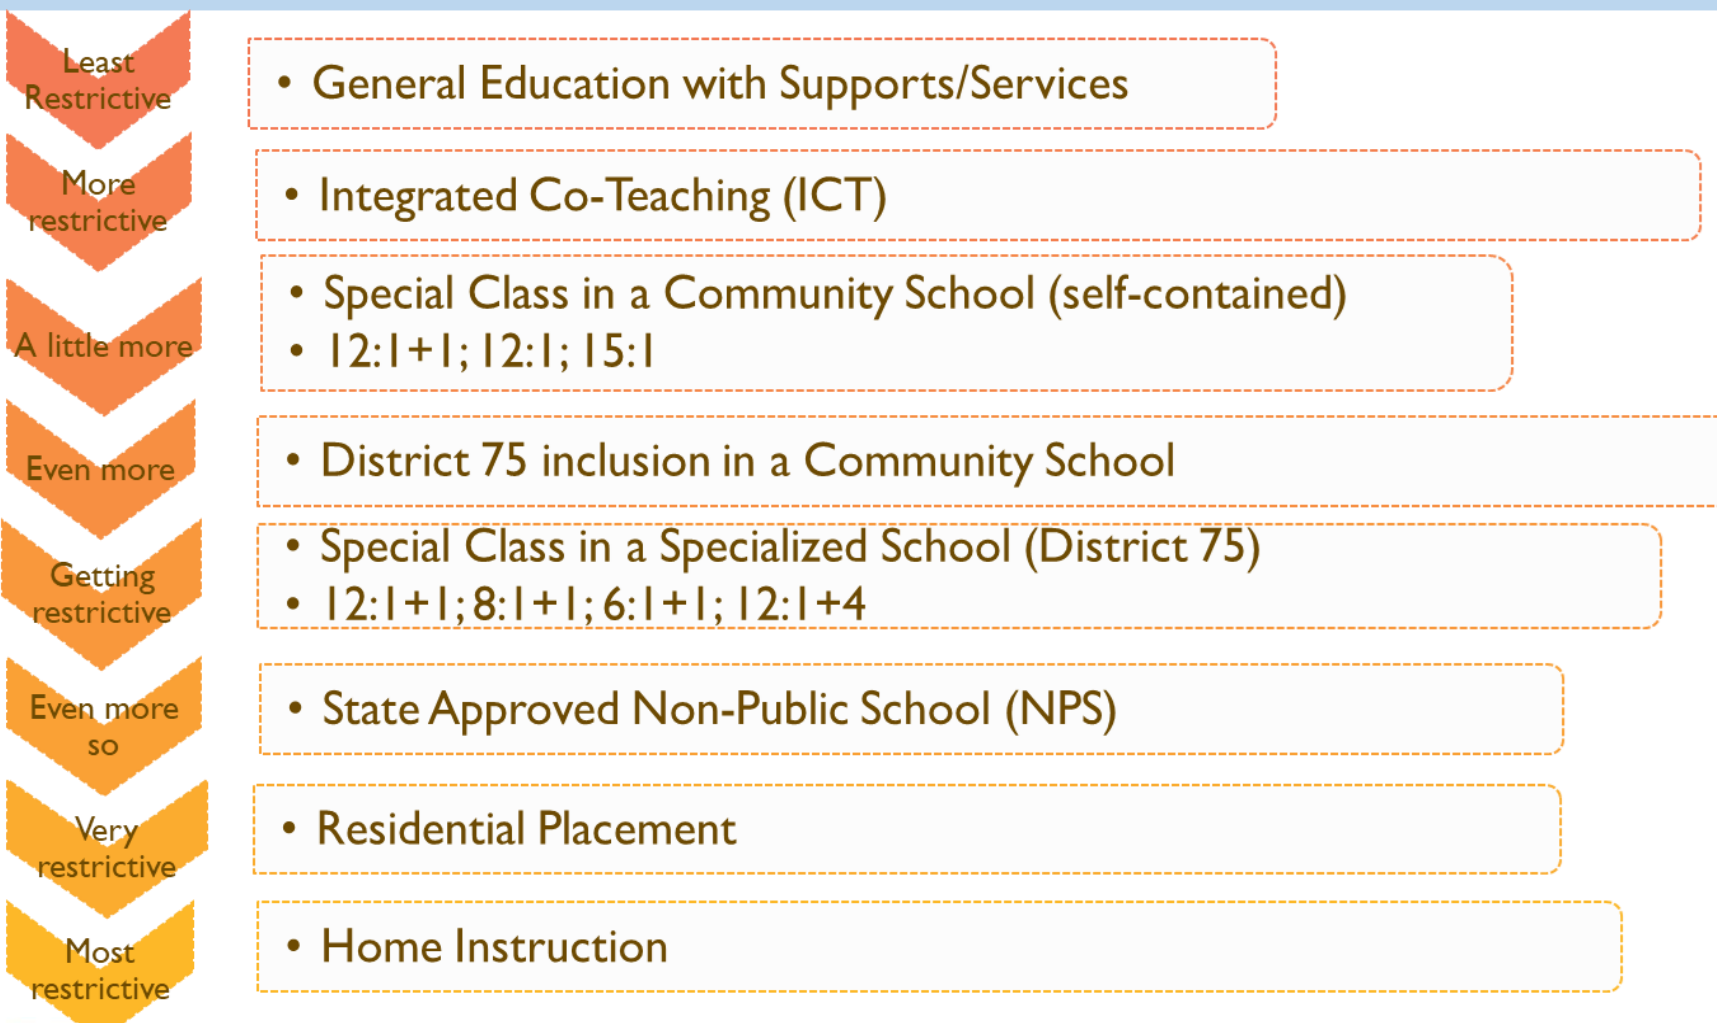 Least
Restrictive
• General Education with Supports/Services
More
restrictive
• Integrated Co-Teaching (ICT)
A little more
• Special Class in a Community School (self-contained)
• 12:1+1; 12:1; 15:1
Even more
• District 75 inclusion in a Community School
Getting
restrictive
• Special Class in a Specialized School (District 75)
• 12:1+1; 8:1+1; 6:1+1; 12:1+4
Even more
so
• State Approved Non-Public School (NPS)
Very
restrictive
• Residential Placement
Most
restrictive
• Home Instruction